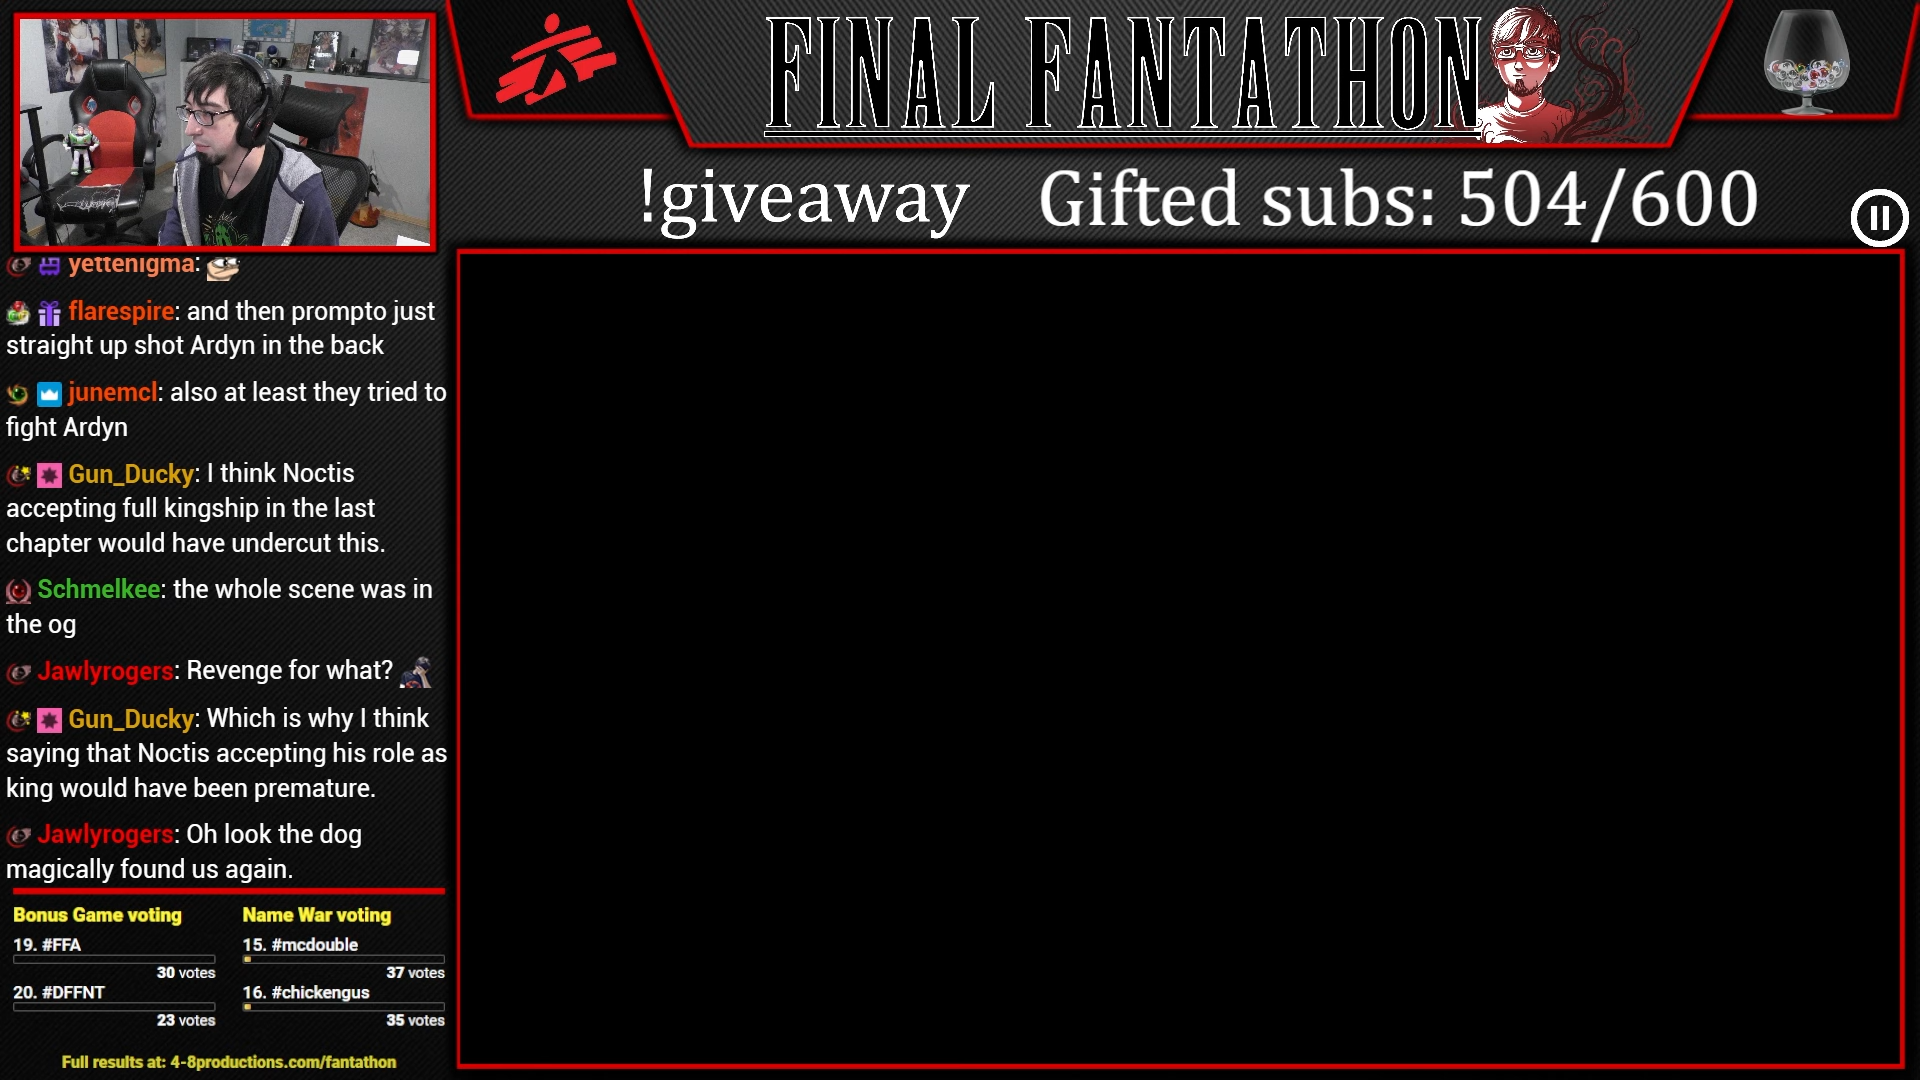 FINAL FANTATHON
!giveaway Gifted subs: 504/600
yettenigma:
flarespire: and then prompto just
straight up shot Ardyn in the back
junemcl: also at least they tried to
fight Ardyn
Gun_Ducky: I think Noctis
accepting full kingship in the last
chapter would have undercut this.
Schmelkee: the whole scene was in
the og
Jawlyrogers: Revenge for what?
Gun_Ducky: Which is why I think
saying that Noctis accepting his role as
king would have been premature.
Jawlyrogers: Oh look the dog
magically found us again.
Bonus Game voting
19. #FFA
30 votes
20. #DFFNT
23 votes
Name War voting
15. #mcdouble
37 votes
16. #chickengus
35 votes
Full results at: 4-8productions.com/fantathon